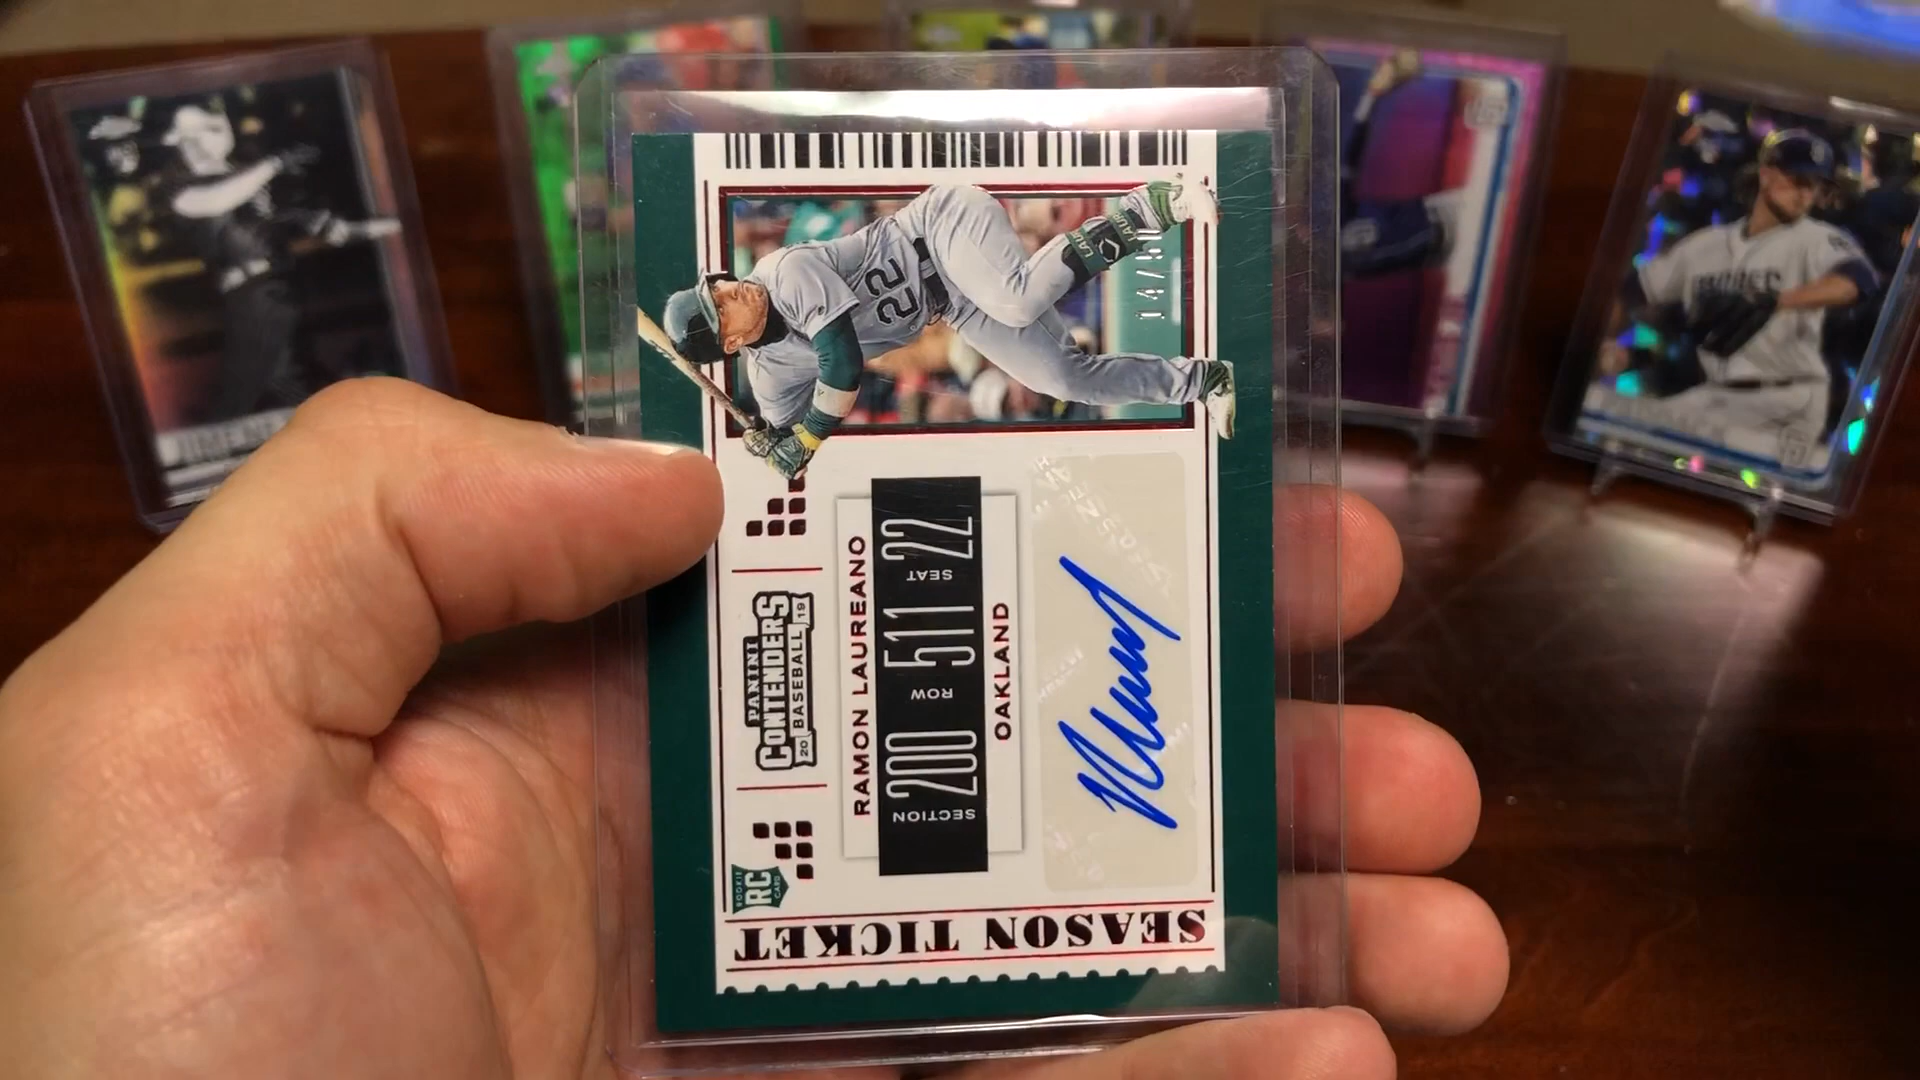 SEASON TICKET
RC
ROOKIE CARD
PANINI
CONTENDERS
20 BASEBALL 19
RAMON LAUREANO
SECTION 200 ROW 511 SEAT 22
OAKLAND
22